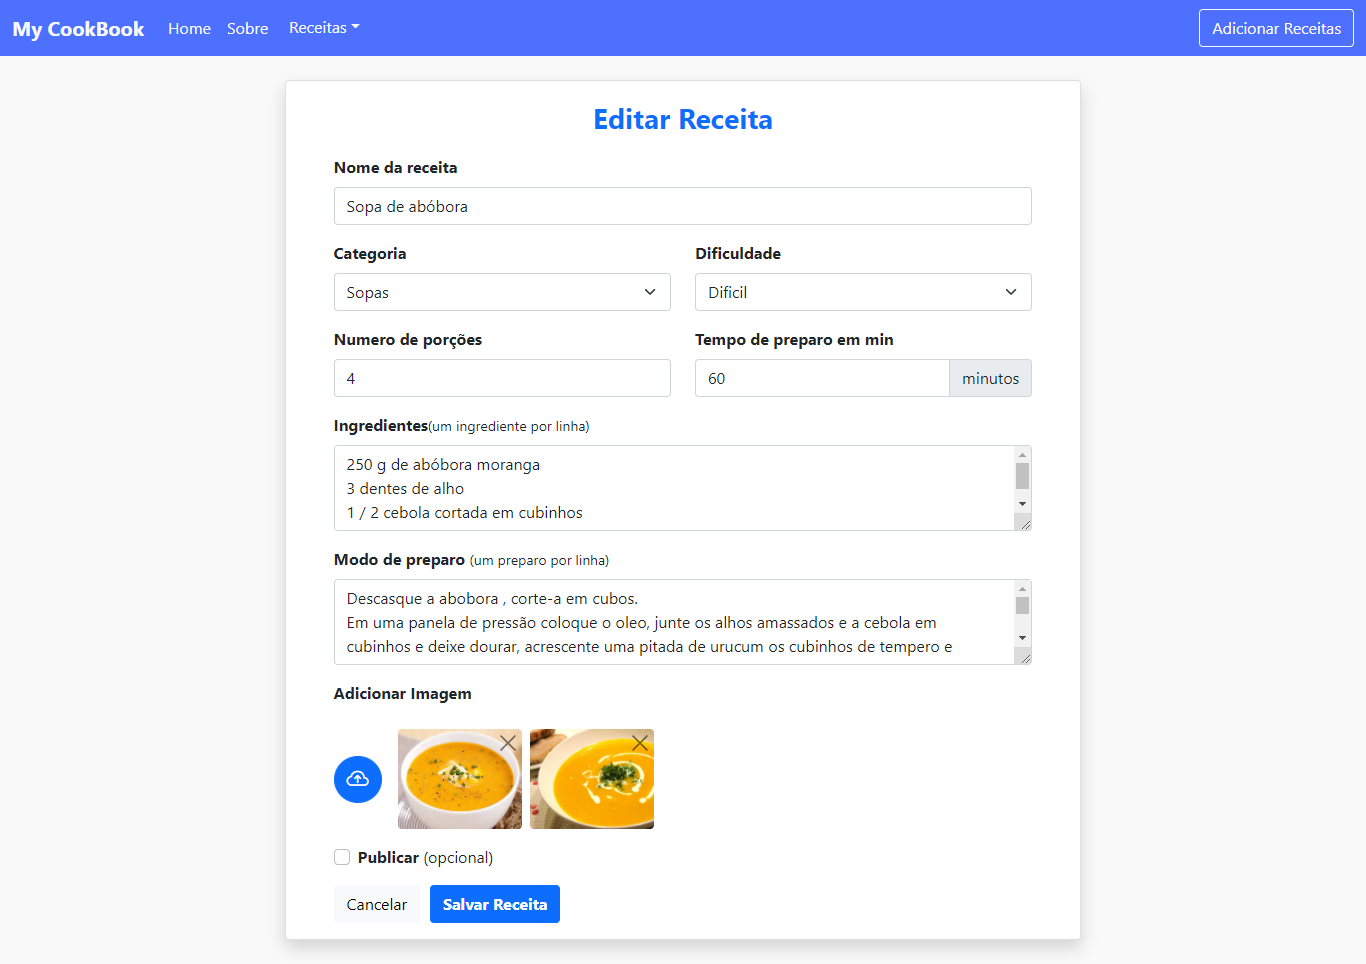 My CookBook Home Sobre Receitas Adicionar Receitas
Editar Receita
Nome da receita
Sopa de abóbora
Categoria Dificuldade
Sopas Dificil
Numero de porções Tempo de preparo em min
4 60 minutos
Ingredientes(um ingrediente por linha)
250 g de abóbora moranga
3 dentes de alho
1 / 2 cebola cortada em cubinhos
Modo de preparo (um preparo por linha)
Descasque a abobora , corte-a em cubos.
Em uma panela de pressão coloque o oleo, junte os alhos amassados e a cebola em
cubinhos e deixe dourar, acrescente uma pitada de urucum os cubinhos de tempero e
Adicionar Imagem
Publicar (opcional)
Cancelar Salvar Receita